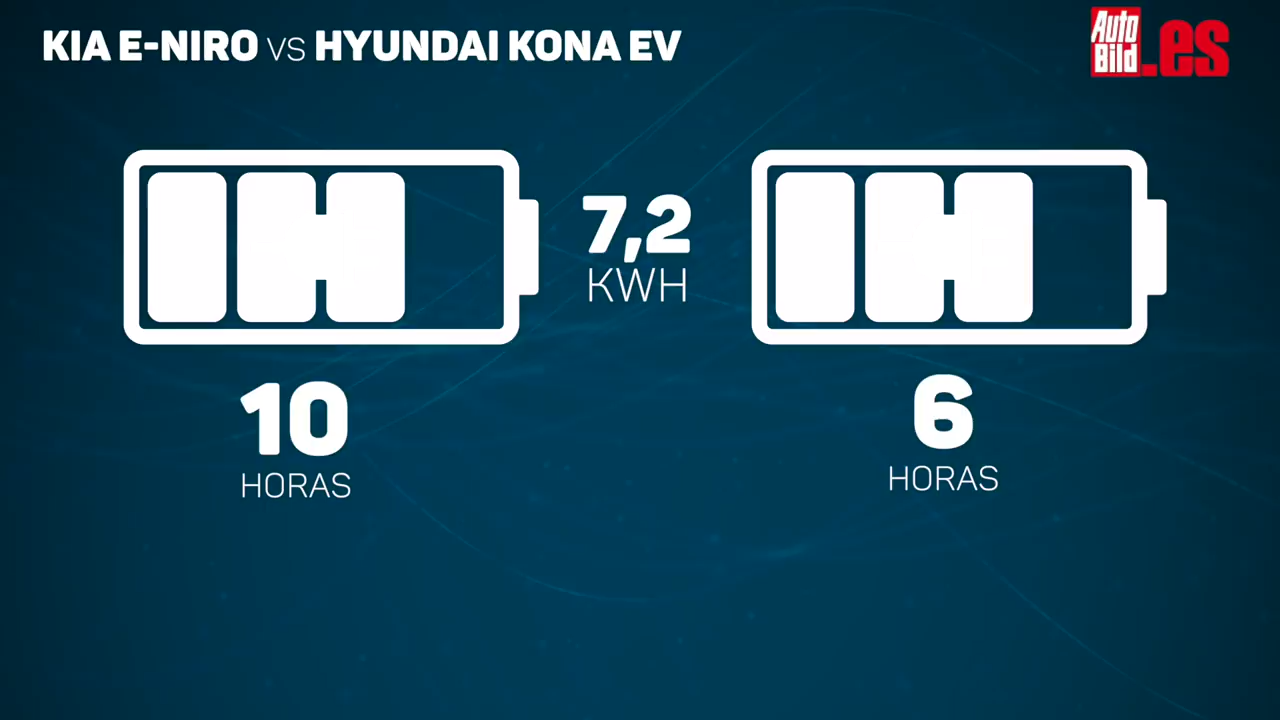 KIA E-NIRO VS HYUNDAI KONA EV
Auto
Bild
.es
7,2
KWH
10
HORAS
6
HORAS